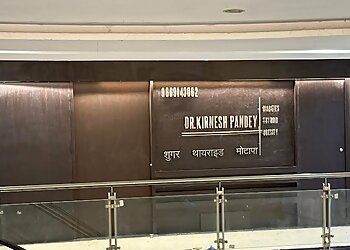 8669143662
DR.KIRNESH PANDEY
DIABETES
THYROID
OBESITY
शुगर थायराइड मोटापा